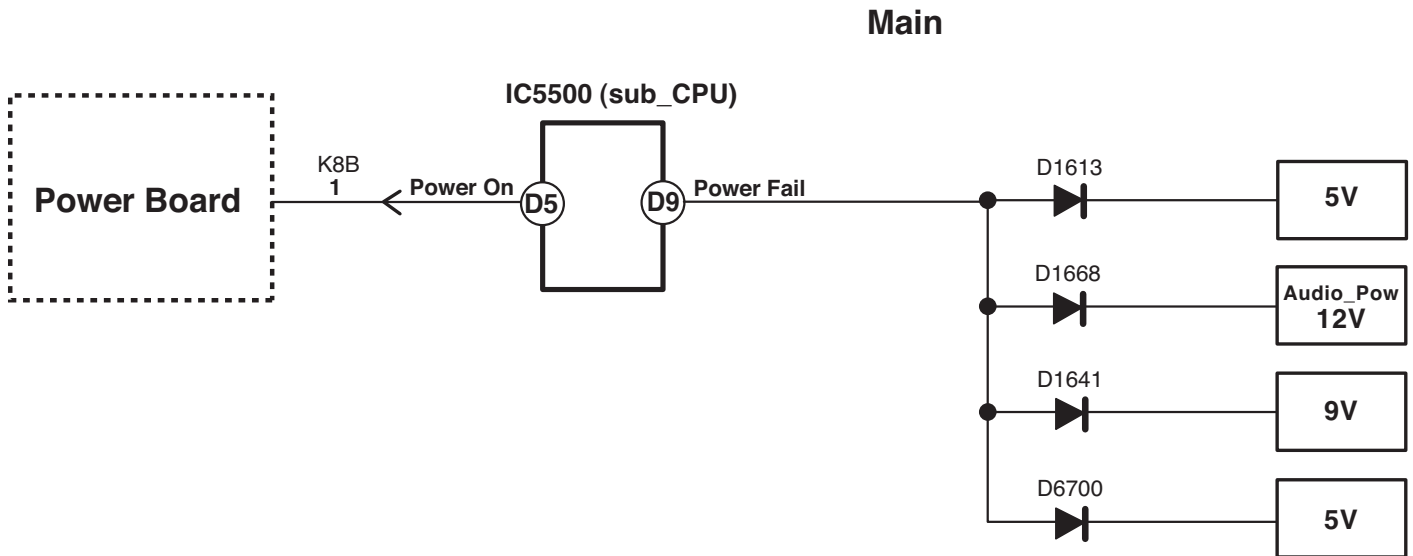 Main
IC5500 (sub_CPU)
Power Board
K8B
1
Power On
D5
D9
Power Fail
D1613
5V
D1668
Audio_Pow
12V
D1641
9V
D6700
5V